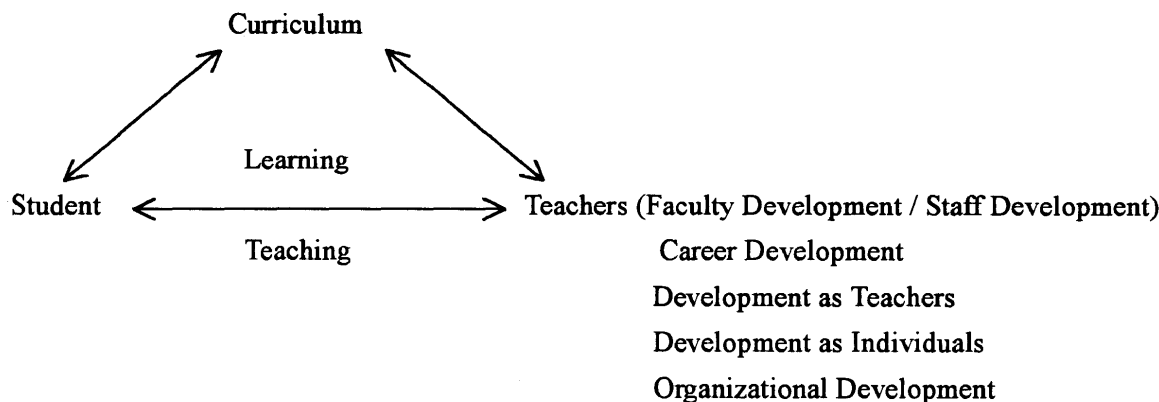 Curriculum
Learning
Student
Teachers (Faculty Development / Staff Development)
Teaching
Career Development
Development as Teachers
Development as Individuals
Organizational Development